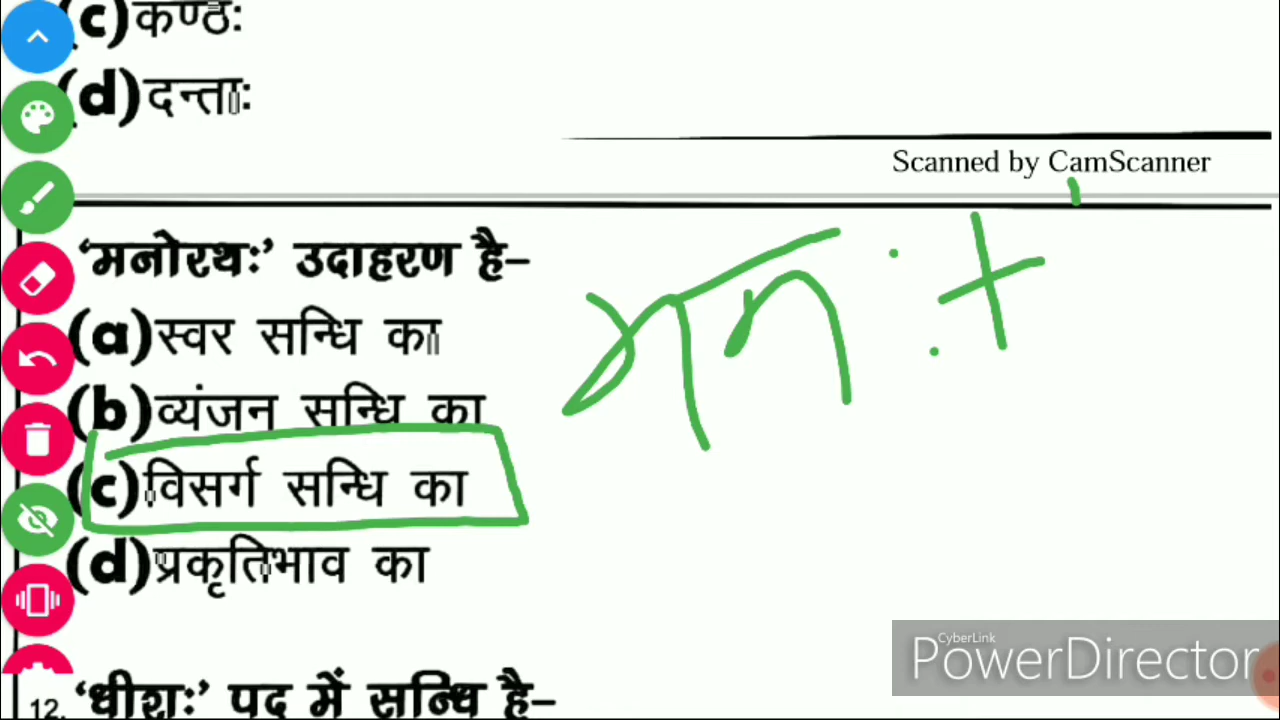 (c)कण्ठः
(d)दन्ताः
Scanned by CamScanner
‘मनोरथः’ उदाहरण है–
मन:+
(a)स्वर सन्धि का
(b)व्यंजन सन्धि का
(c)विसर्ग सन्धि का
(d)प्रकृतिभाव का
CyberLink
PowerDirector
12. ‘धीशः’ पद में सन्धि है–